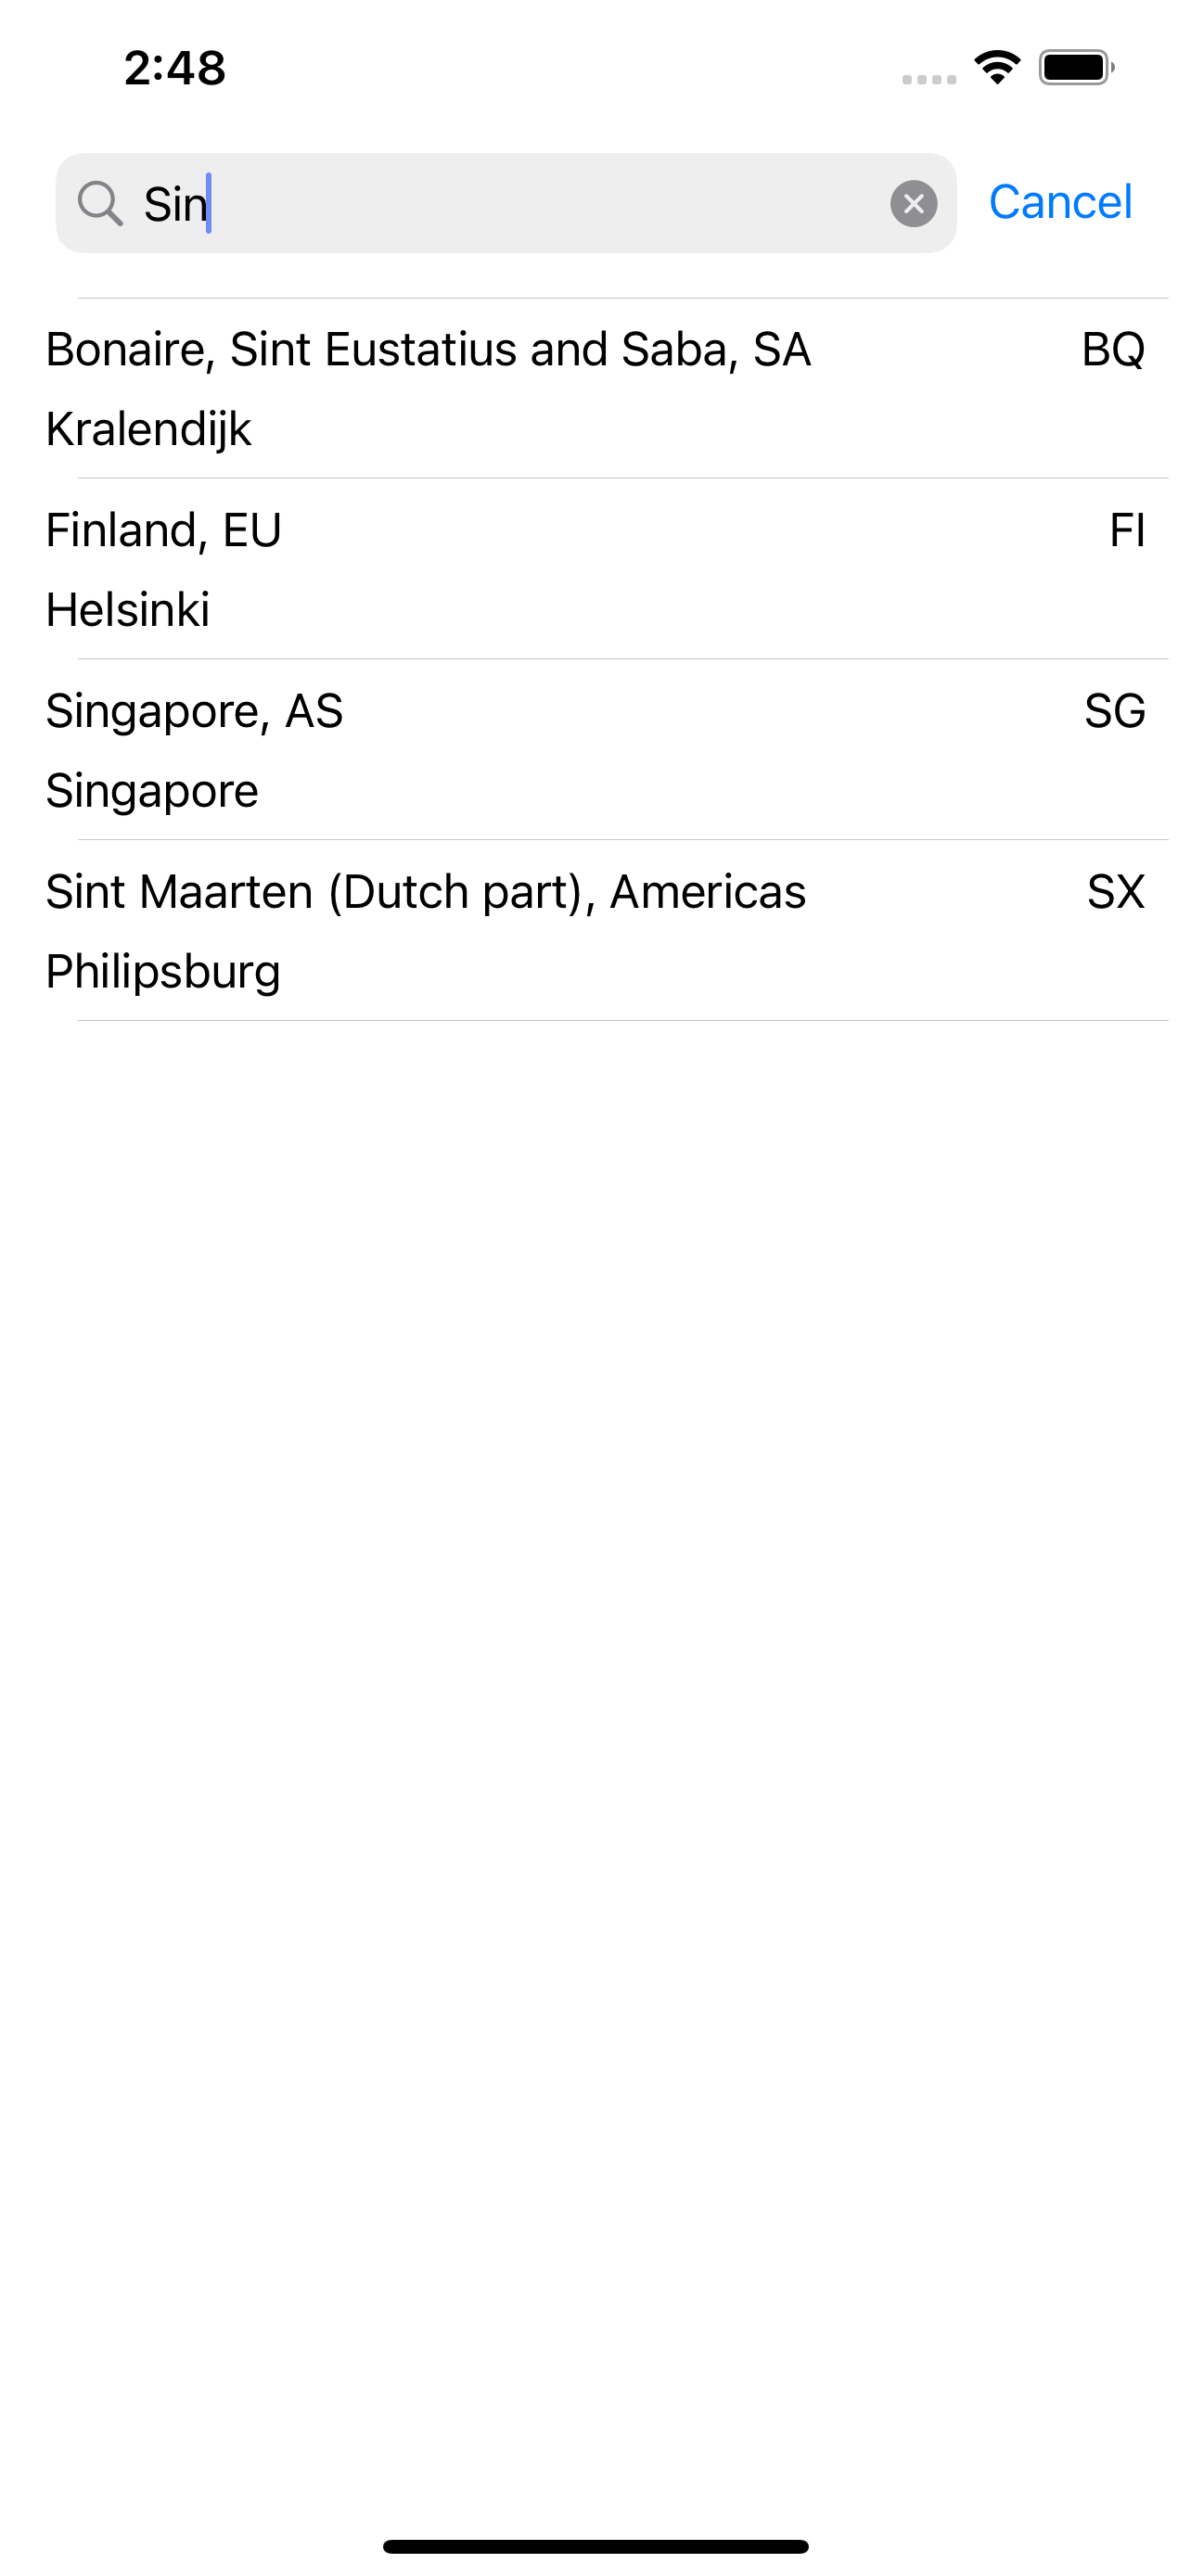 2:48
Sin
Cancel
Bonaire, Sint Eustatius and Saba, SA BQ
Kralendijk
Finland, EU FI
Helsinki
Singapore, AS SG
Singapore
Sint Maarten (Dutch part), Americas SX
Philipsburg